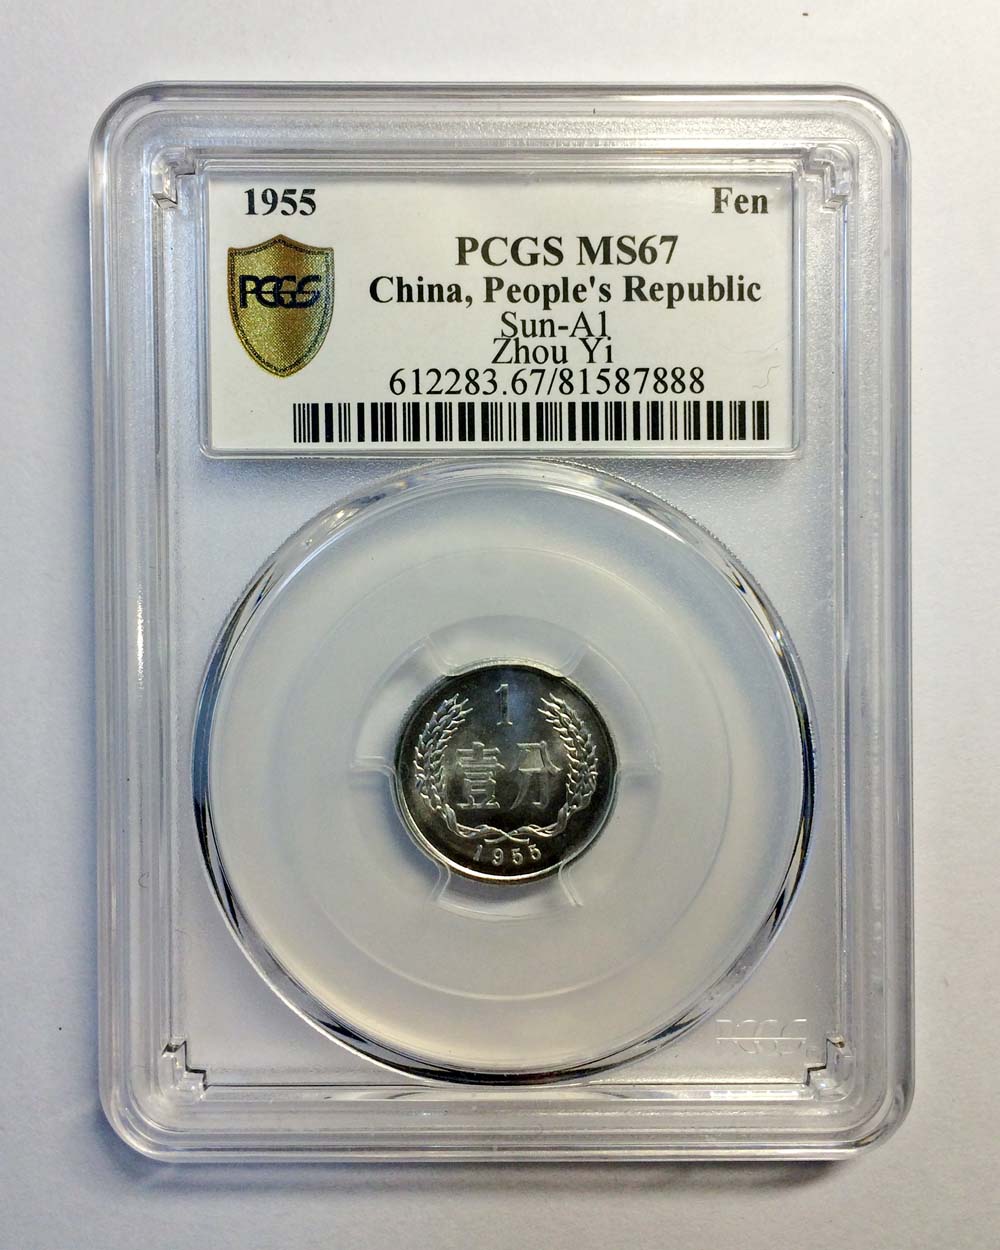 1955 Fen
PCGS MS67
PCGS
China, People's Republic
Sun-A1
Zhou Yi
612283.67/81587888
1
壹分
1955
PCGS